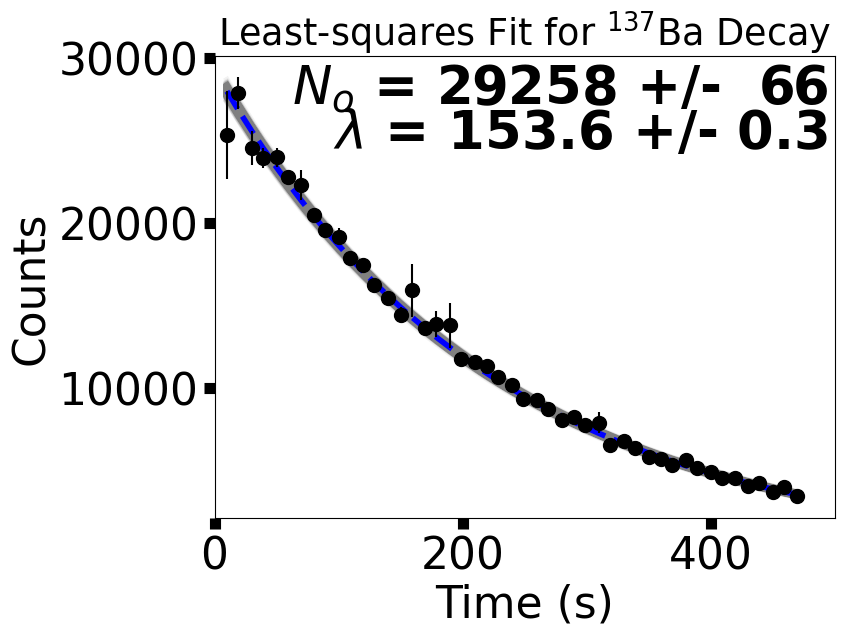 Least-squares Fit for ¹³⁷Ba Decay
30000
N₀ = 29258 +/- 66
λ = 153.6 +/- 0.3
20000
Counts
10000
0 200 400
Time (s)